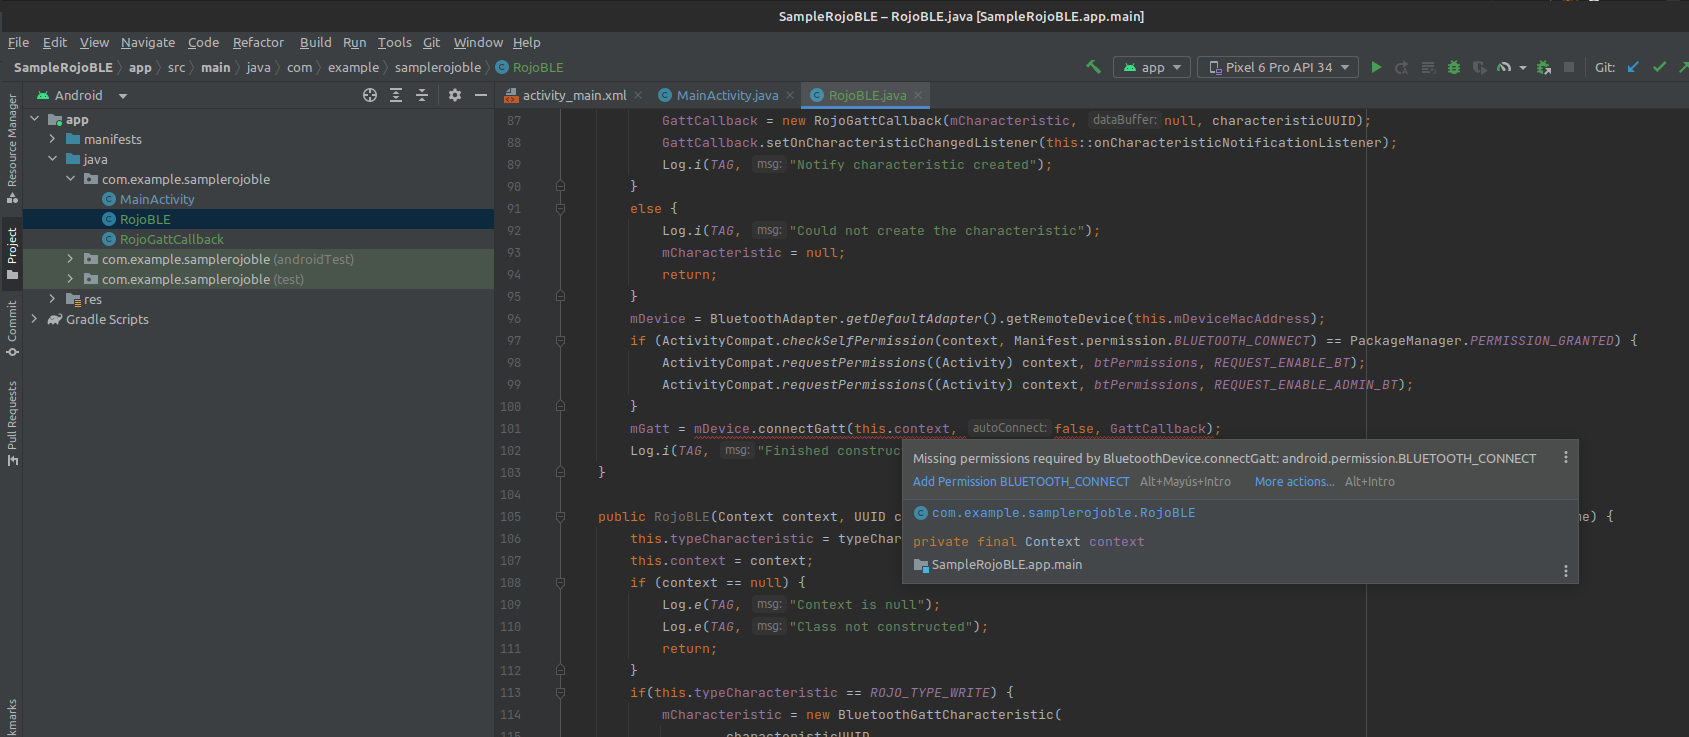 SampleRojoBLE – RojoBLE.java [SampleRojoBLE.app.main]
File Edit View Navigate Code Refactor Build Run Tools Git Window Help
SampleRojoBLE app src main java com example samplerojoble RojoBLE
app Pixel 6 Pro API 34 Git:
Android
activity_main.xml MainActivity.java RojoBLE.java
Resource Manager
Project
Commit
Pull Requests
kmarks
app
manifests
java
com.example.samplerojoble
MainActivity
RojoBLE
RojoGattCallback
com.example.samplerojoble (androidTest)
com.example.samplerojoble (test)
res
Gradle Scripts
87 GattCallback = new RojoGattCallback(mCharacteristic, dataBuffer: null, characteristicUUID);
88 GattCallback.setOnCharacteristicChangedListener(this::onCharacteristicNotificationListener);
89 Log.i(TAG, msg: "Notify characteristic created");
90 }
91 else {
92 Log.i(TAG, msg: "Could not create the characteristic");
93 mCharacteristic = null;
94 return;
95 }
96 mDevice = BluetoothAdapter.getDefaultAdapter().getRemoteDevice(this.mDeviceMacAddress);
97 if (ActivityCompat.checkSelfPermission(context, Manifest.permission.BLUETOOTH_CONNECT) == PackageManager.PERMISSION_GRANTED) {
98 ActivityCompat.requestPermissions((Activity) context, btPermissions, REQUEST_ENABLE_BT);
99 ActivityCompat.requestPermissions((Activity) context, btPermissions, REQUEST_ENABLE_ADMIN_BT);
100 }
101 mGatt = mDevice.connectGatt(this.context, autoConnect: false, GattCallback);
102 Log.i(TAG, msg: "Finished construc
103 }
104
105 public RojoBLE(Context context, UUID c me) {
106 this.typeCharacteristic = typeChar
107 this.context = context;
108 if (context == null) {
109 Log.e(TAG, msg: "Context is null");
110 Log.e(TAG, msg: "Class not constructed");
111 return;
112 }
113 if(this.typeCharacteristic == ROJO_TYPE_WRITE) {
114 mCharacteristic = new BluetoothGattCharacteristic(
115 characteristicUUID
Missing permissions required by BluetoothDevice.connectGatt: android.permission.BLUETOOTH_CONNECT
Add Permission BLUETOOTH_CONNECT Alt+Mayús+Intro More actions... Alt+Intro
com.example.samplerojoble.RojoBLE
private final Context context
SampleRojoBLE.app.main